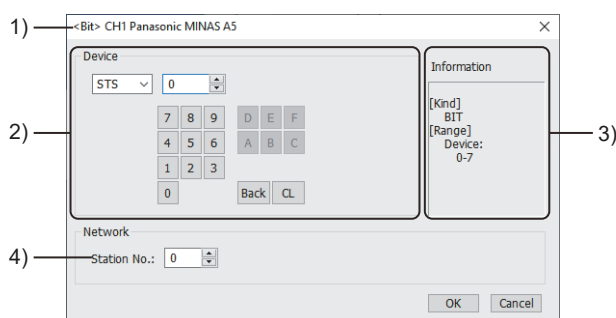 1)
<Bit> CH1 Panasonic MINAS A5
2)
Device
STS 0
7 8 9 D E F
4 5 6 A B C
1 2 3
0 Back CL
3)
Information
[Kind]
BIT
[Range]
Device:
0-7
Network
4)
Station No.: 0
OK Cancel